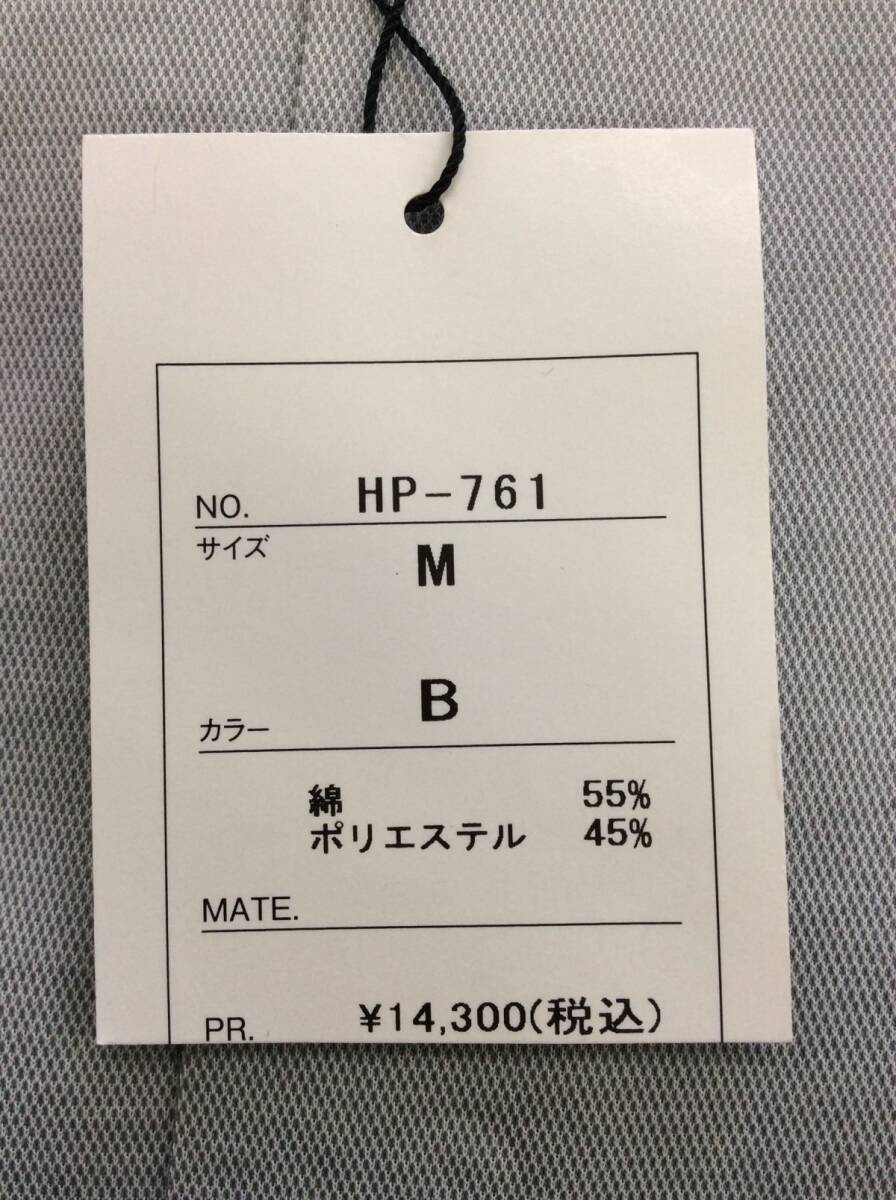 NO. HP-761
サイズ M
カラー B
綿 55%
ポリエステル 45%
MATE.
PR. ¥14,300(税込)